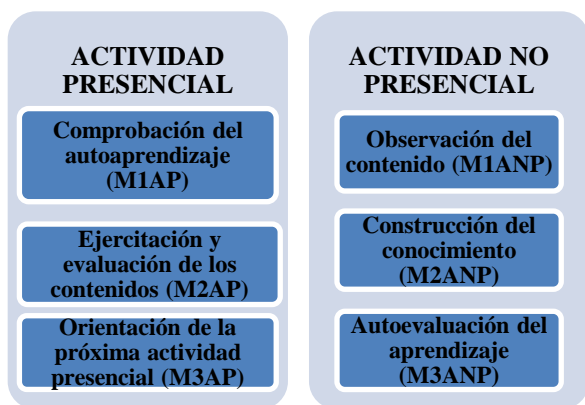 ACTIVIDAD
PRESENCIAL
Comprobación del
autoaprendizaje
(M1AP)
Ejercitación y
evaluación de los
contenidos (M2AP)
Orientación de la
próxima actividad
presencial (M3AP)
ACTIVIDAD NO
PRESENCIAL
Observación del
contenido (M1ANP)
Construcción del
conocimiento
(M2ANP)
Autoevaluación del
aprendizaje
(M3ANP)